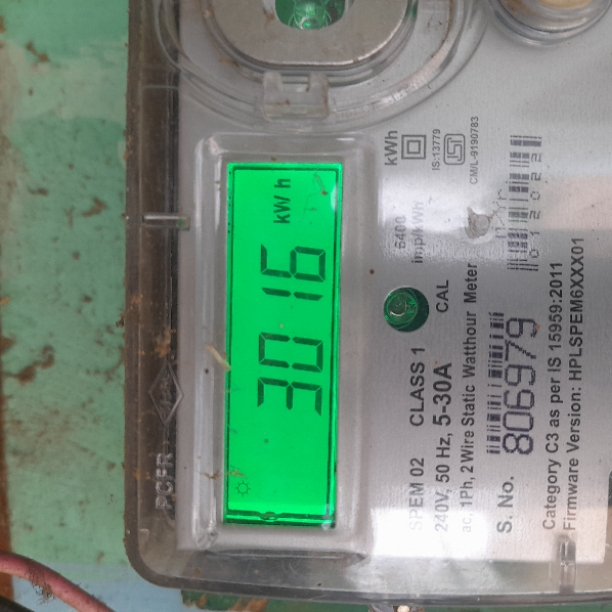 3016 kWh
kWh
IS:13779
CM/L-9190783
6400
imp/kWh
SPEM 02 CLASS 1 CAL
240V, 50 Hz, 5-30A
ac, 1Ph, 2 Wire Static Watthour Meter
012022
S. No. 806979
Category C3 as per IS 15959:2011
Firmware Version: HPLSPEM6XXX01